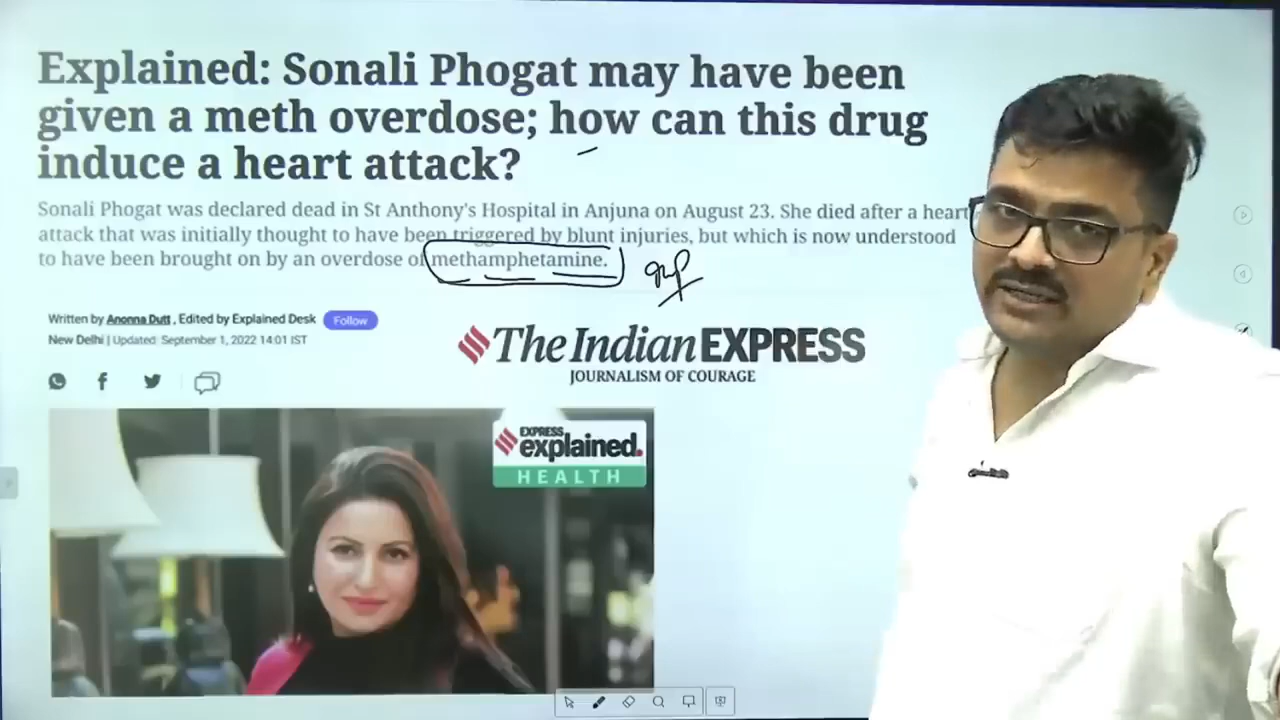 Explained: Sonali Phogat may have been
given a meth overdose; how can this drug
induce a heart attack?
Sonali Phogat was declared dead in St Anthony's Hospital in Anjuna on August 23. She died after a heart
attack that was initially thought to have been triggered by blunt injuries, but which is now understood
to have been brought on by an overdose of methamphetamine.
Written by Anonna Dutt, Edited by Explained Desk Follow
New Delhi | Updated: September 1, 2022 14:01 IST
The Indian EXPRESS
JOURNALISM OF COURAGE
EXPRESS
explained.
HEALTH